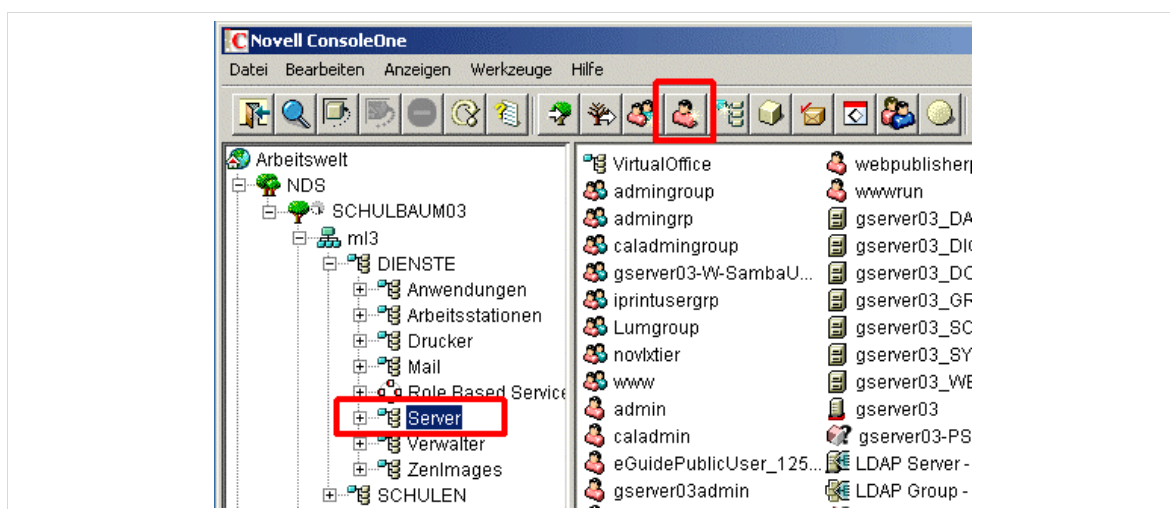 Novell ConsoleOne
Datei Bearbeiten Anzeigen Werkzeuge Hilfe
Arbeitswelt
NDS
SCHULBAUM03
ml3
DIENSTE
Anwendungen
Arbeitsstationen
Drucker
Mail
Role Based Service
Server
Verwalter
ZenImages
SCHULEN
VirtualOffice
admingroup
admingrp
caladmingroup
gserver03-W-SambaU...
iprintusergrp
Lumgroup
novlxtier
www
admin
caladmin
eGuidePublicUser_125...
gserver03admin
webpublisherp
wwwrun
gserver03_DA
gserver03_DIC
gserver03_DO
gserver03_GR
gserver03_SC
gserver03_SY
gserver03_WE
gserver03
gserver03-PS
LDAP Server -
LDAP Group -